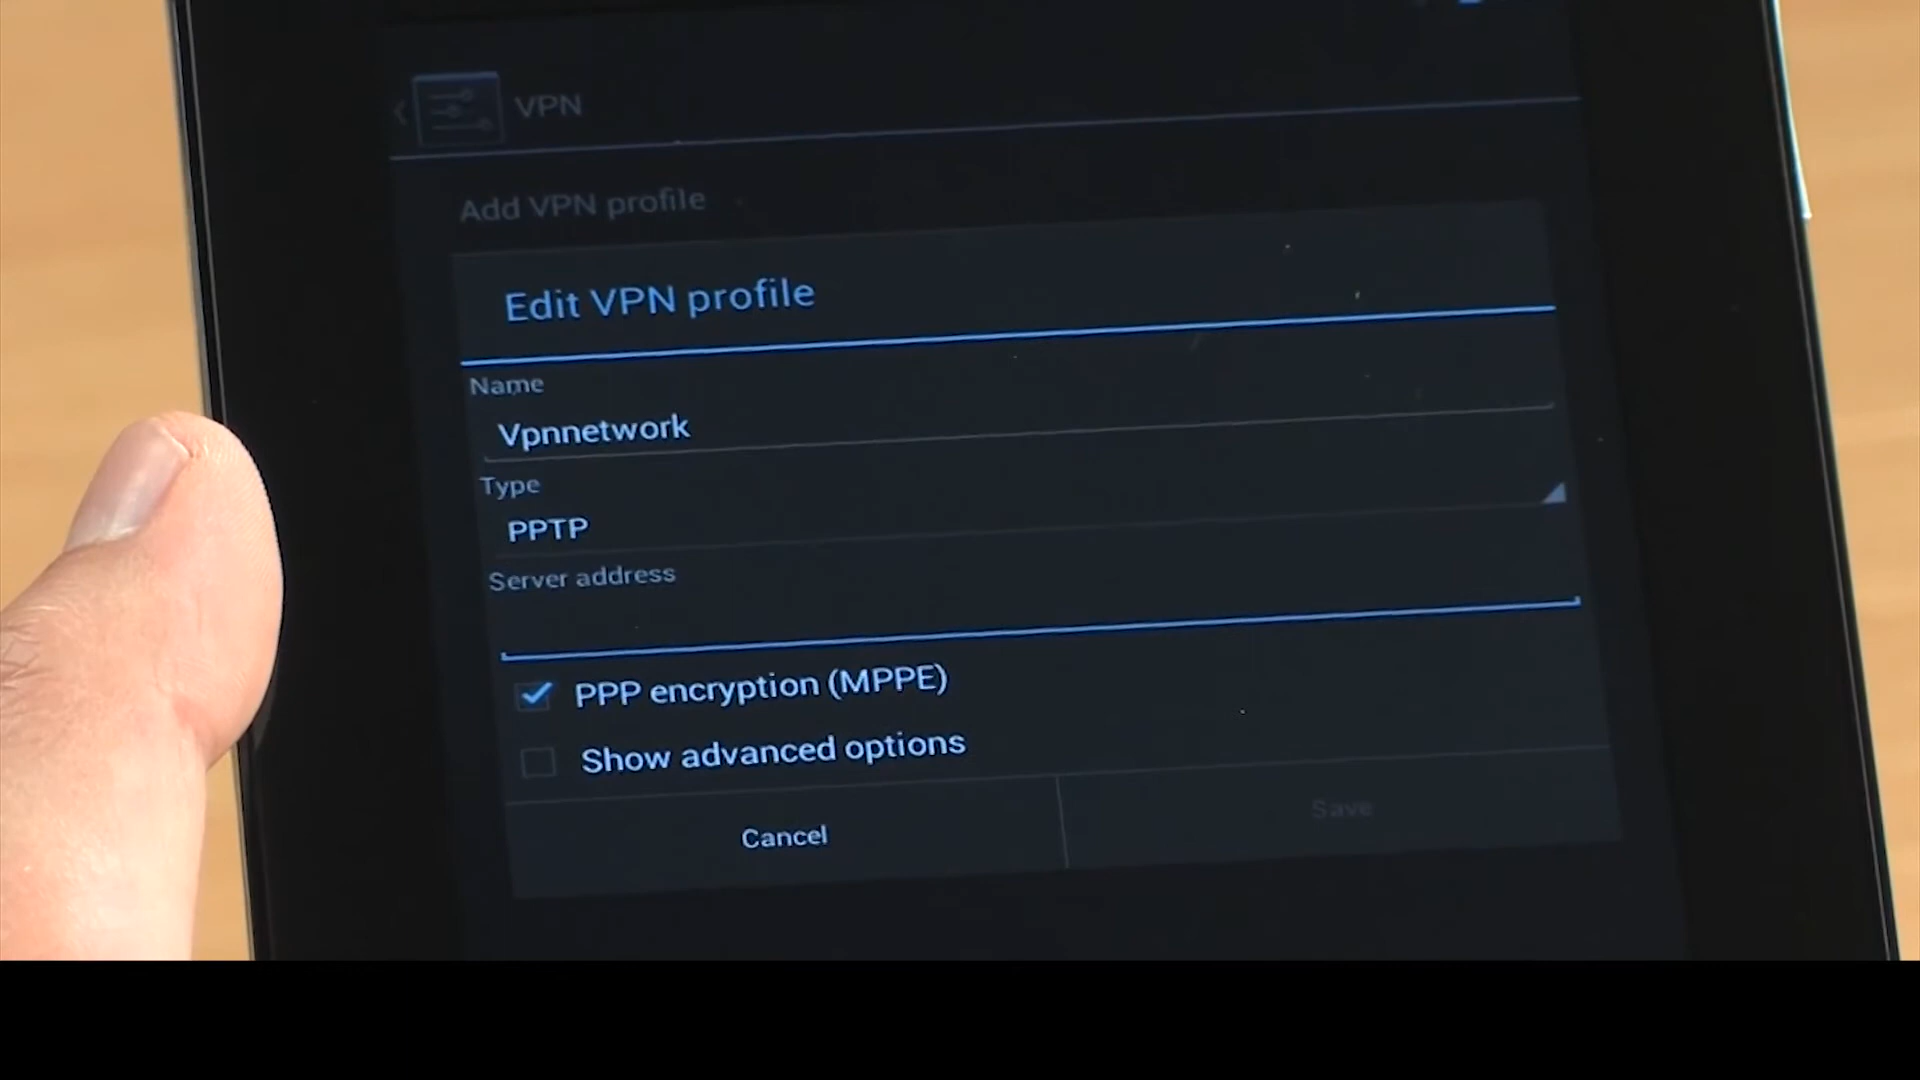 VPN
Add VPN profile
Edit VPN profile
Name
Vpnnetwork
Type
PPTP
Server address
PPP encryption (MPPE)
Show advanced options
Cancel
Save